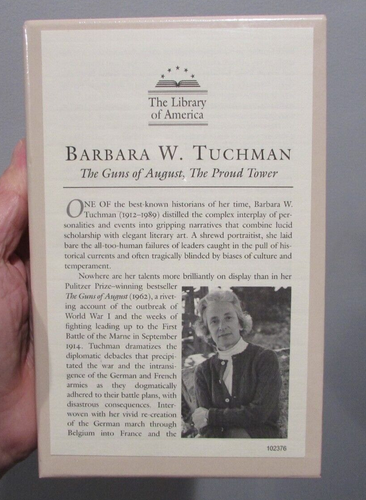 The Library
of America
BARBARA W. TUCHMAN
The Guns of August, The Proud Tower
ONE OF the best-known historians of her time, Barbara W.
Tuchman (1912–1989) distilled the complex interplay of per-
sonalities and events into gripping narratives that combine lucid
scholarship with elegant literary art. A shrewd portraitist, she laid
bare the all-too-human failures of leaders caught in the pull of his-
torical currents and often tragically blinded by biases of culture and
temperament.
Nowhere are her talents more brilliantly on display than in her
Pulitzer Prize–winning bestseller
The Guns of August (1962), a rivet-
ing account of the outbreak of
World War I and the weeks of
fighting leading up to the First
Battle of the Marne in September
1914. Tuchman dramatizes the
diplomatic debacles that precipi-
tated the war and the intransi-
gence of the German and French
armies as they dogmatically
adhered to their battle plans, with
disastrous consequences. Inter-
woven with her vivid re-creation
of the German march through
Belgium into France and the
102376